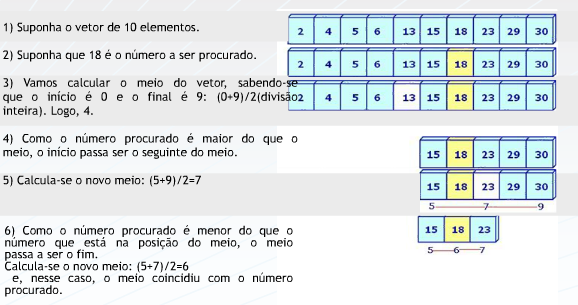 1) Suponha o vetor de 10 elementos.
2 4 5 6 13 15 18 23 29 30
2) Suponha que 18 é o número a ser procurado.
2 4 5 6 13 15 18 23 29 30
3) Vamos calcular o meio do vetor, sabendo-se
que o início é 0 e o final é 9: (0+9)/2(divisão
inteira). Logo, 4.
2 4 5 6 13 15 18 23 29 30
4) Como o número procurado é maior do que o
meio, o início passa ser o seguinte do meio.
15 18 23 29 30
5) Calcula-se o novo meio: (5+9)/2=7
15 18 23 29 30
5 7 9
6) Como o número procurado é menor do que o
número que está na posição do meio, o meio
passa a ser o fim.
Calcula-se o novo meio: (5+7)/2=6
e, nesse caso, o meio coincidiu com o número
procurado.
15 18 23
5 6 7